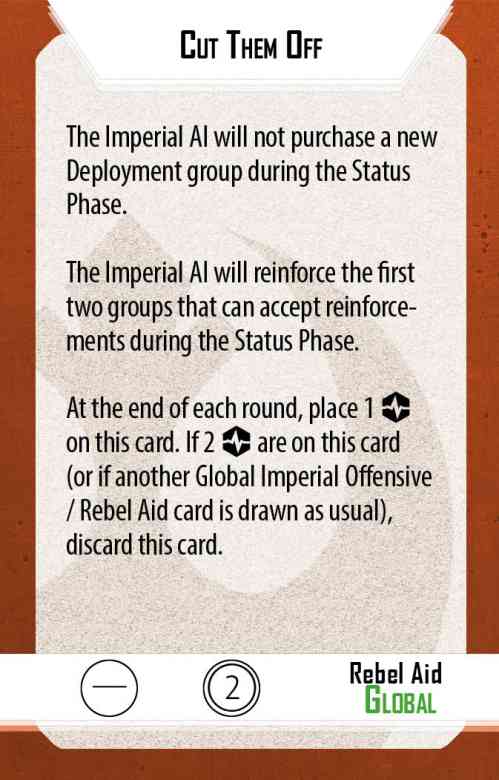 Cut Them Off
The Imperial AI will not purchase a new
Deployment group during the Status
Phase.
The Imperial AI will reinforce the first
two groups that can accept reinforce-
ments during the Status Phase.
At the end of each round, place 1
on this card. If 2 are on this card
(or if another Global Imperial Offensive
/ Rebel Aid card is drawn as usual),
discard this card.
— 2 Rebel Aid
Global